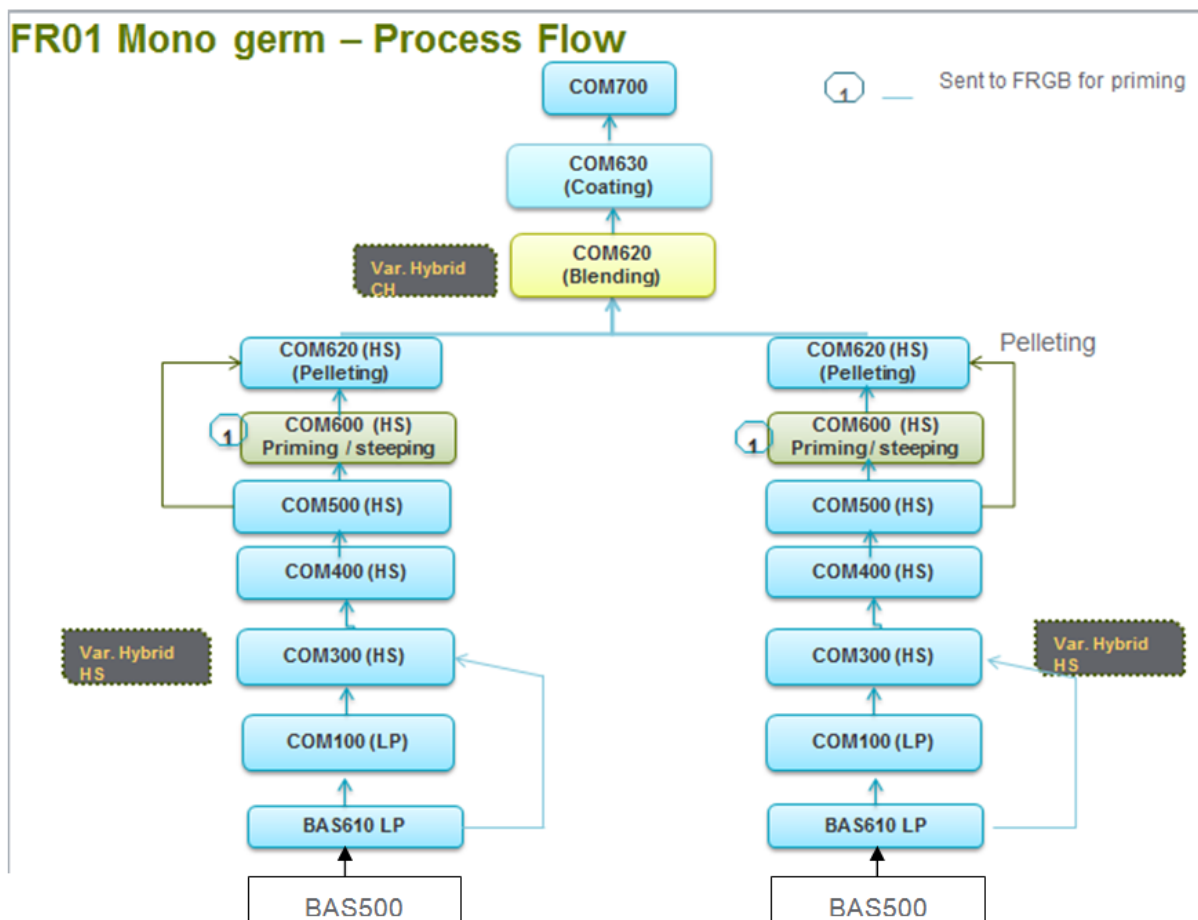 FR01 Mono germ – Process Flow
COM700
1
Sent to FRGB for priming
COM630
(Coating)
Var. Hybrid
CH
COM620
(Blending)
COM620 (HS)
(Pelleting)
COM620 (HS)
(Pelleting)
Pelleting
1
COM600 (HS)
Priming / steeping
1
COM600 (HS)
Priming/ steeping
COM500 (HS)
COM500 (HS)
COM400 (HS)
COM400 (HS)
Var. Hybrid
HS
COM300 (HS)
COM300 (HS)
Var. Hybrid
HS
COM100 (LP)
COM100 (LP)
BAS610 LP
BAS610 LP
BAS500
BAS500